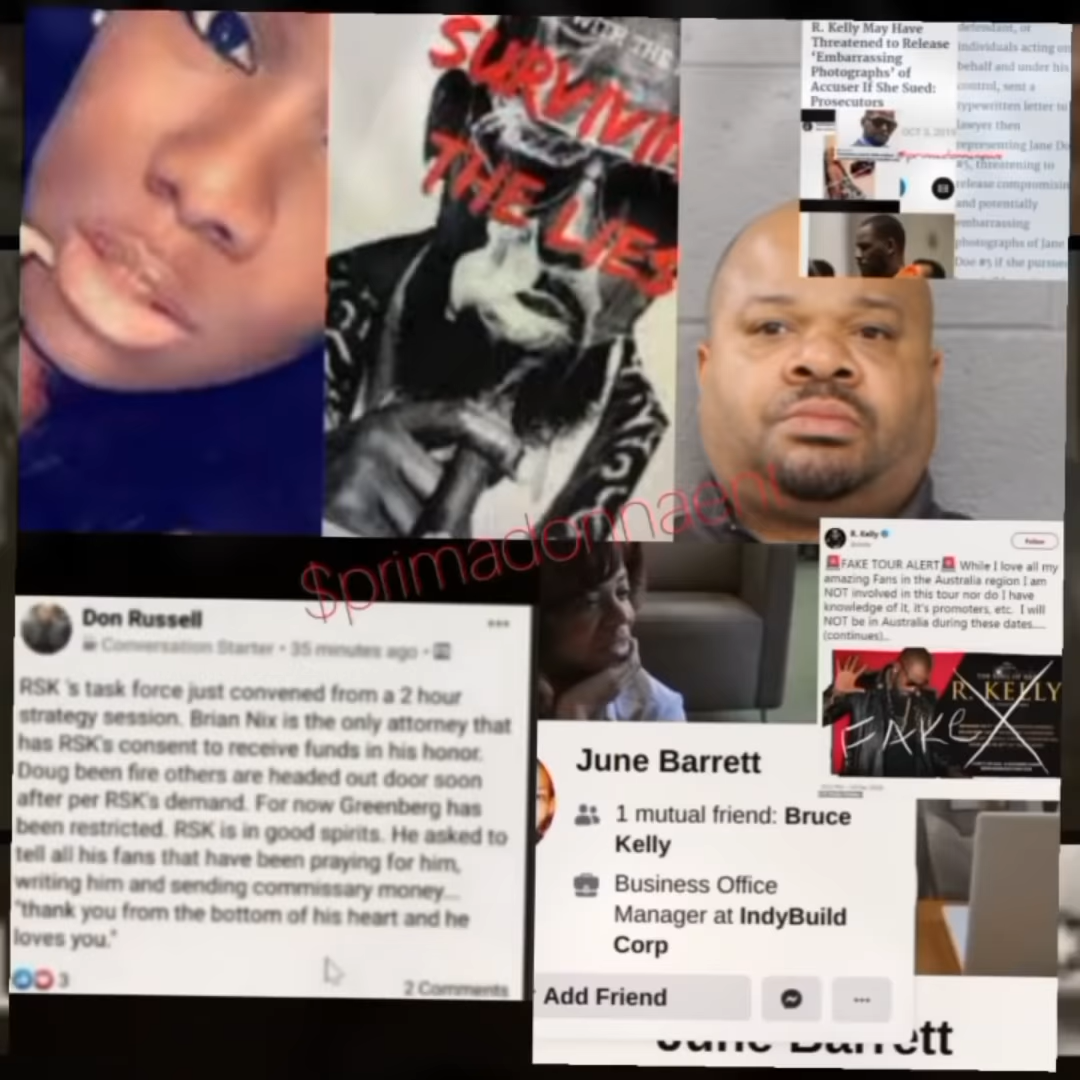 WITH THE
SURVIVIN
THE LIES
R. Kelly May Have
Threatened to Release
'Embarrassing
Photographs' of
Accuser If She Sued:
Prosecutors
OCT 3, 2019
defendant, or
individuals acting on
behalf and under his
control, sent a
typewritten letter to
lawyer then
representing Jane Do
#5, threatening to
release compromisin
and potentially
embarrassing
photographs of Jane
Doe #5 if she pursue
$primadonnaent
R. Kelly
Follow
FAKE TOUR ALERT While I love all my
amazing Fans in the Australia region I am
NOT involved in this tour nor do I have
knowledge of it, it's promoters, etc. I will
NOT be in Australia during these dates....
(continues)...
R. KELLY
FAKE
Don Russell
Conversation Starter • 35 minutes ago •
RSK 's task force just convened from a 2 hour
strategy session. Brian Nix is the only attorney that
has RSK's consent to receive funds in his honor.
Doug been fire others are headed out door soon
after per RSK's demand. For now Greenberg has
been restricted. RSK is in good spirits. He asked to
tell all his fans that have been praying for him,
writing him and sending commissary money...
"thank you from the bottom of his heart and he
loves you."
3
2 Comments
June Barrett
1 mutual friend: Bruce
Kelly
Business Office
Manager at IndyBuild
Corp
Add Friend
June Barrett